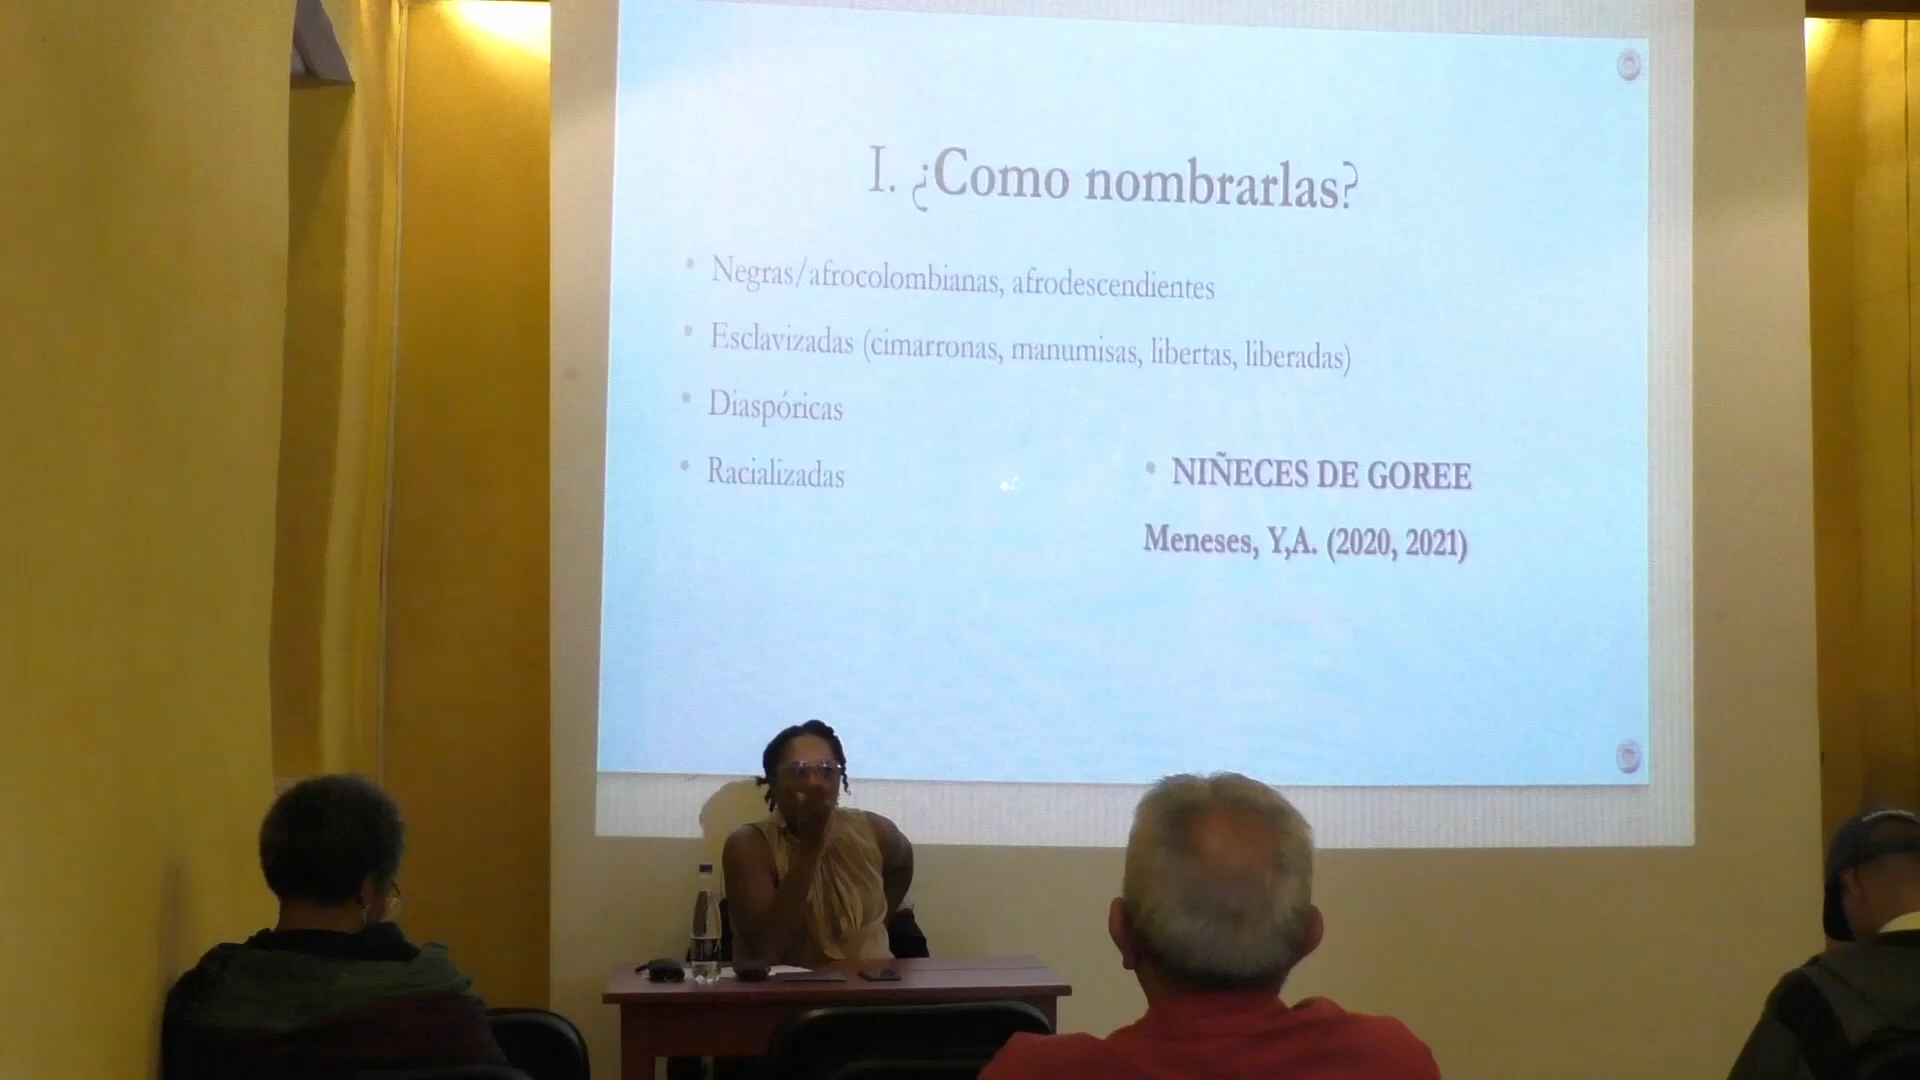 I. ¿Como nombrarlas?
• Negras/afrocolombianas, afrodescendientes
• Esclavizadas (cimarronas, manumisas, libertas, liberadas)
• Diaspóricas
• Racializadas
• NIÑECES DE GOREE
Meneses, Y,A. (2020, 2021)